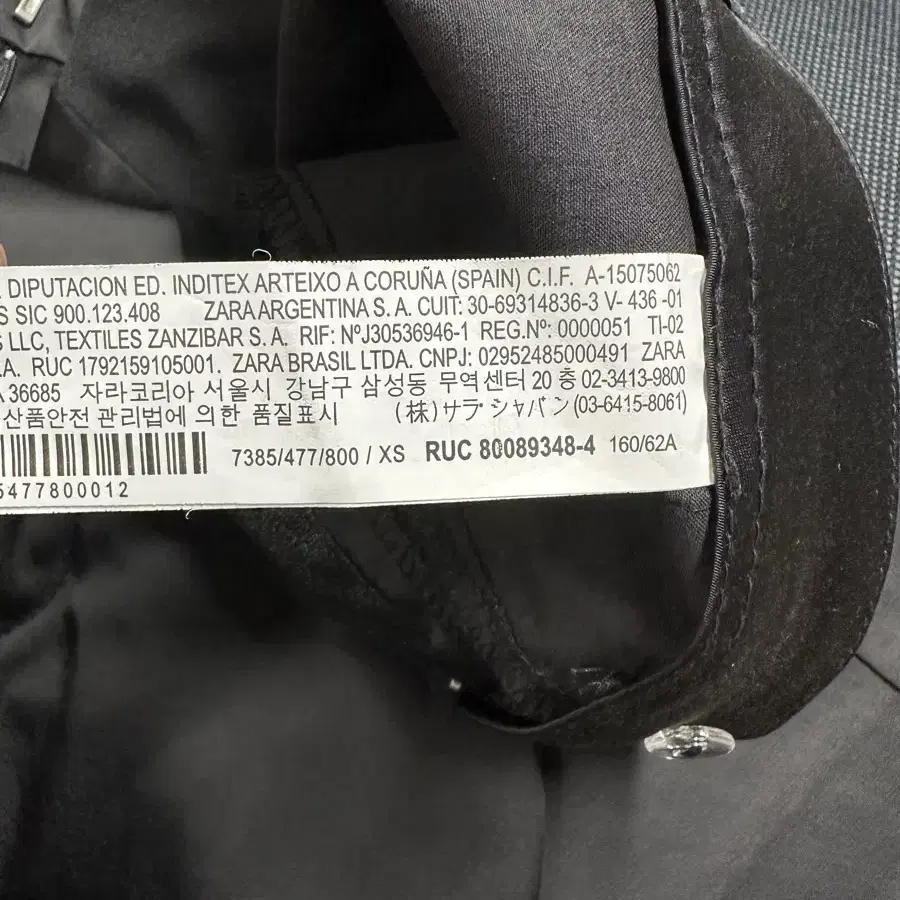 DIPUTACION ED. INDITEX ARTEIXO A CORUÑA (SPAIN) C.I.F. A-15075062
S SIC 900.123.408 ZARA ARGENTINA S.A. CUIT: 30-69314836-3 V- 436 -01
S LLC, TEXTILES ZANZIBAR S.A. RIF: NºJ30536946-1 REG.Nº: 0000051 TI-02
.A. RUC 1792159105001. ZARA BRASIL LTDA. CNPJ: 02952485000491 ZARA
A 36685 자라코리아 서울시 강남구 삼성동 무역센터 20 층 02-3413-9800
산품안전 관리법에 의한 품질표시 (株)サラ・ジャパン(03-6415-8061)
7385/477/800 / XS RUC 80089348-4 160/62A
5477800012